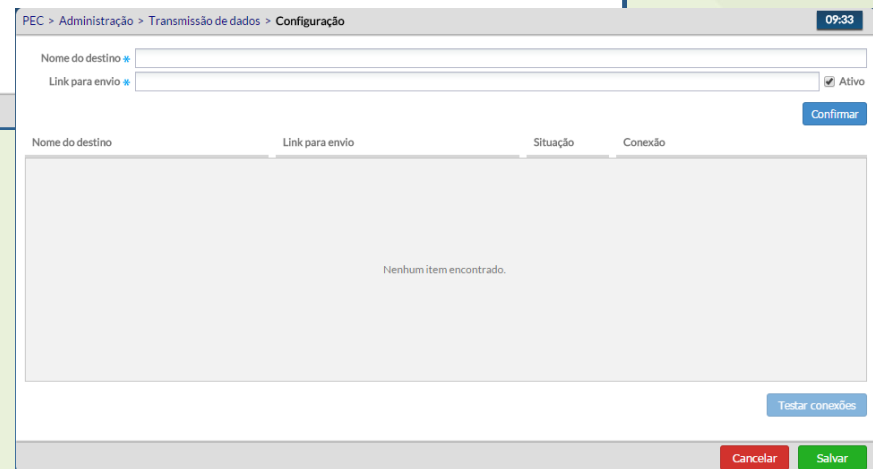 PEC > Administração > Transmissão de dados > Configuração 09:33
Nome do destino *
Link para envio * Ativo
Confirmar
Nome do destino Link para envio Situação Conexão
Nenhum item encontrado.
Testar conexões
Cancelar Salvar